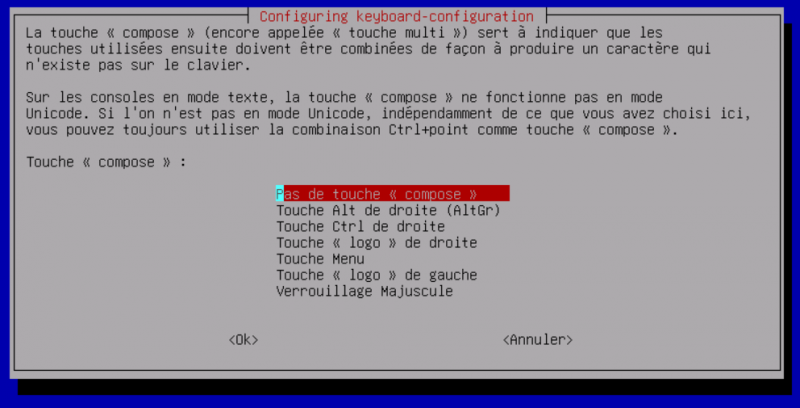 Configuring keyboard-configuration
La touche « compose » (encore appelée « touche multi ») sert à indiquer que les
touches utilisées ensuite doivent être combinées de façon à produire un caractère qui
n'existe pas sur le clavier.
Sur les consoles en mode texte, la touche « compose » ne fonctionne pas en mode
Unicode. Si l'on n'est pas en mode Unicode, indépendamment de ce que vous avez choisi ici,
vous pouvez toujours utiliser la combinaison Ctrl+point comme touche « compose ».
Touche « compose » :
Pas de touche « compose »
Touche Alt de droite (AltGr)
Touche Ctrl de droite
Touche « logo » de droite
Touche Menu
Touche « logo » de gauche
Verrouillage Majuscule
<Ok> <Annuler>